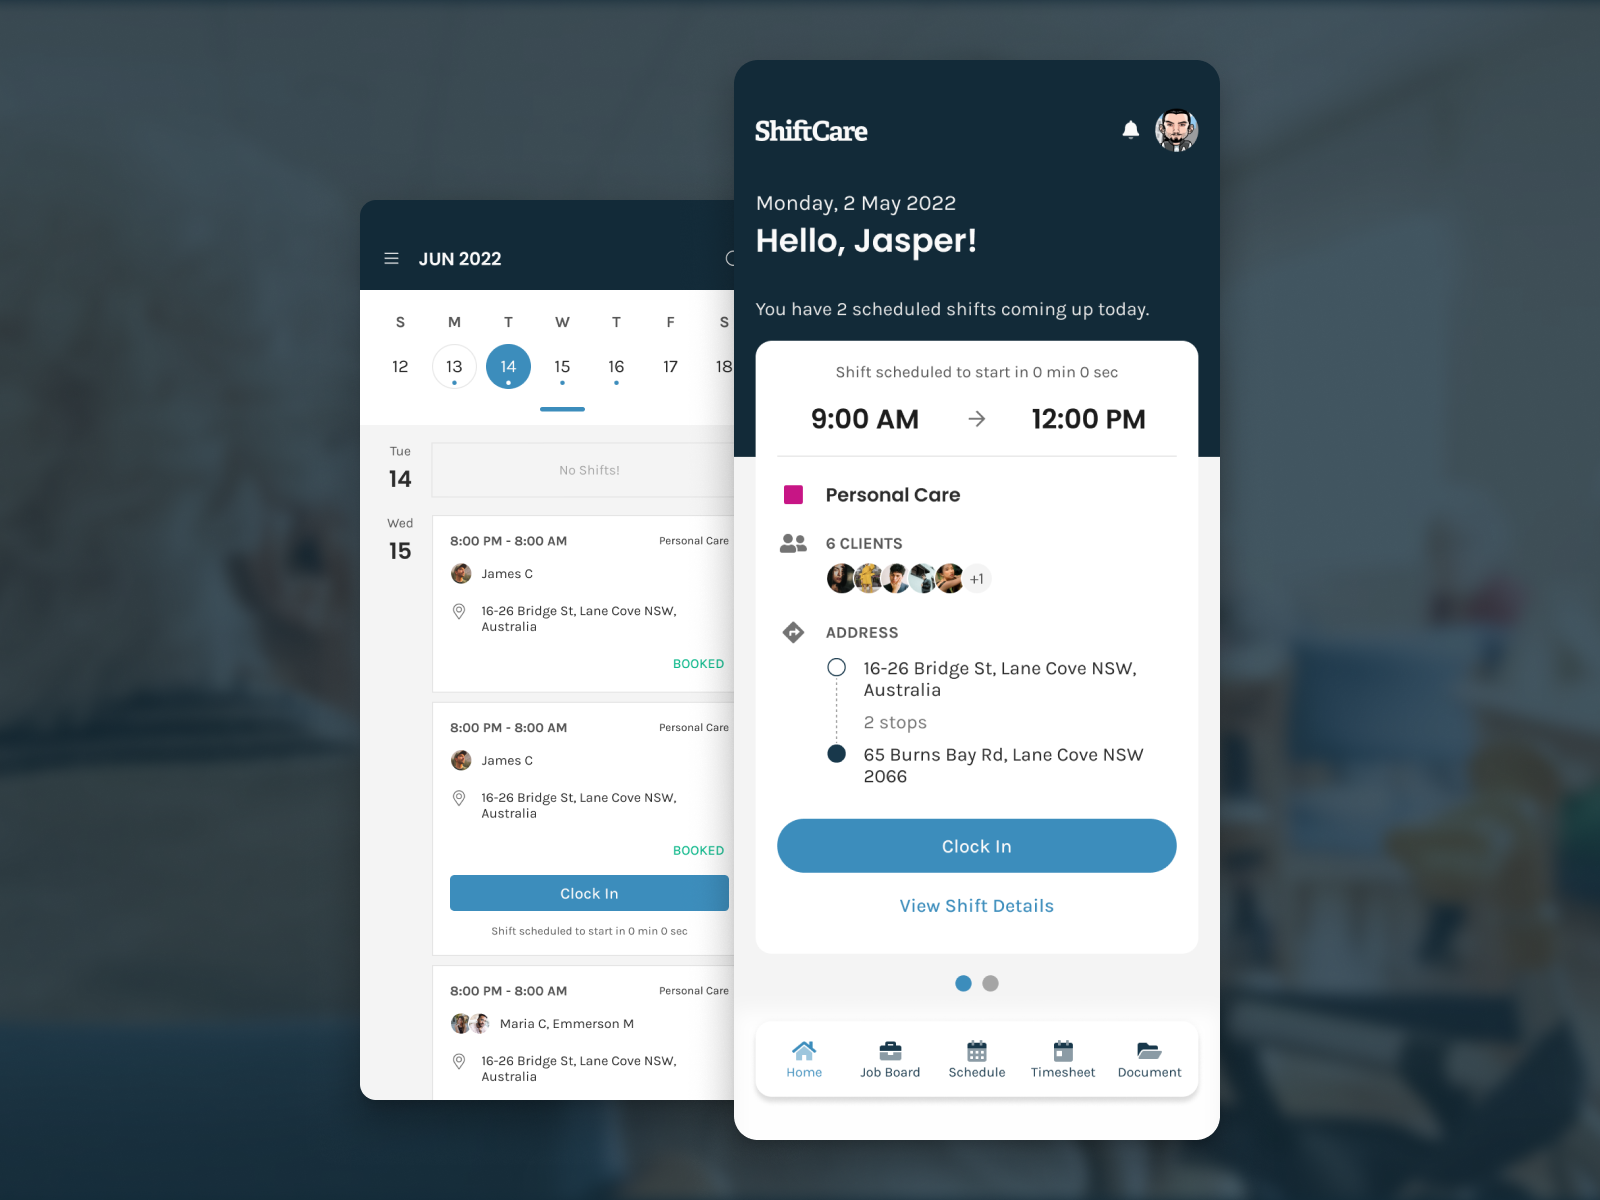 JUN 2022
S M T W T F S
12 13 14 15 16 17 18
Tue
14
No Shifts!
Wed
15
8:00 PM - 8:00 AM Personal Care
James C
16-26 Bridge St, Lane Cove NSW,
Australia
BOOKED
8:00 PM - 8:00 AM Personal Care
James C
16-26 Bridge St, Lane Cove NSW,
Australia
BOOKED
Clock In
Shift scheduled to start in 0 min 0 sec
8:00 PM - 8:00 AM Personal Care
Maria C, Emmerson M
16-26 Bridge St, Lane Cove NSW,
Australia
ShiftCare
Monday, 2 May 2022
Hello, Jasper!
You have 2 scheduled shifts coming up today.
Shift scheduled to start in 0 min 0 sec
9:00 AM → 12:00 PM
Personal Care
6 CLIENTS
+1
ADDRESS
16-26 Bridge St, Lane Cove NSW,
Australia
2 stops
65 Burns Bay Rd, Lane Cove NSW
2066
Clock In
View Shift Details
Home Job Board Schedule Timesheet Document